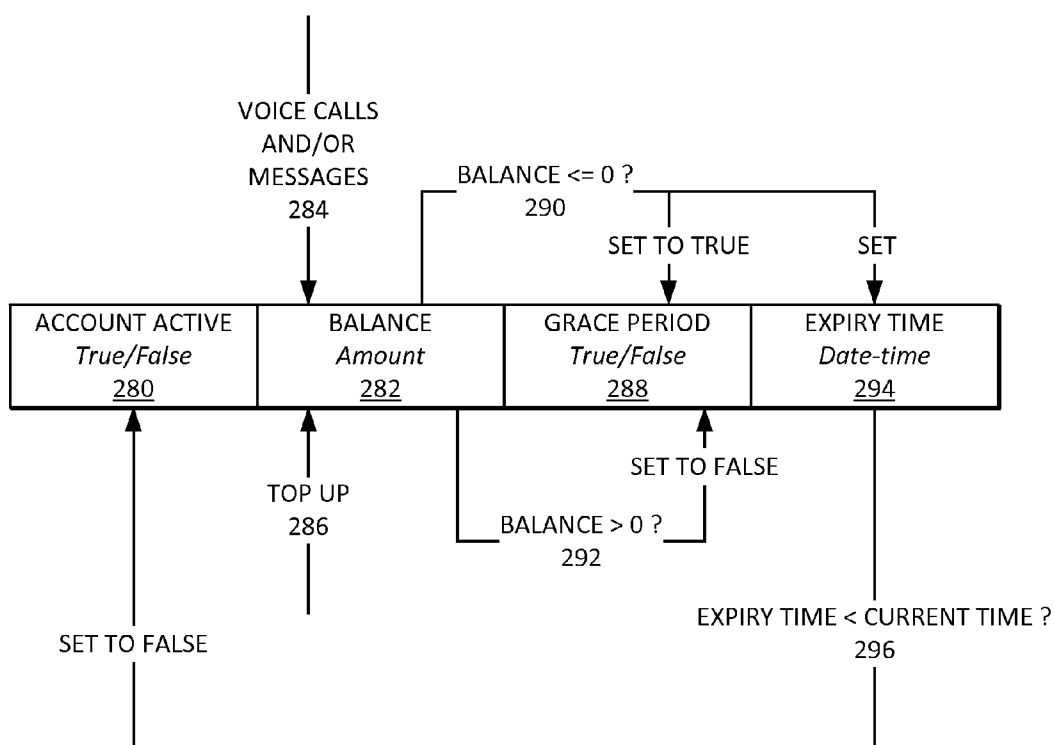 VOICE CALLS
AND/OR
MESSAGES
284
BALANCE <= 0 ?
290
SET TO TRUE
SET
ACCOUNT ACTIVE
True/False
280
BALANCE
Amount
282
GRACE PERIOD
True/False
288
EXPIRY TIME
Date-time
294
SET TO FALSE
TOP UP
286
BALANCE > 0 ?
292
EXPIRY TIME < CURRENT TIME ?
296
SET TO FALSE